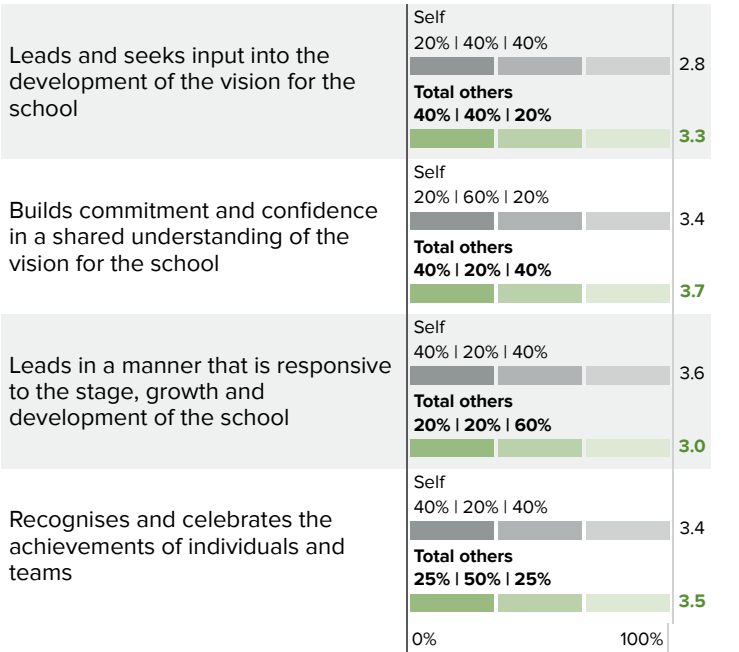 Leads and seeks input into the
development of the vision for the
school
Self
20% | 40% | 40%
2.8
Total others
40% | 40% | 20%
3.3
Builds commitment and confidence
in a shared understanding of the
vision for the school
Self
20% | 60% | 20%
3.4
Total others
40% | 20% | 40%
3.7
Leads in a manner that is responsive
to the stage, growth and
development of the school
Self
40% | 20% | 40%
3.6
Total others
20% | 20% | 60%
3.0
Recognises and celebrates the
achievements of individuals and
teams
Self
40% | 20% | 40%
3.4
Total others
25% | 50% | 25%
3.5
0% 100%